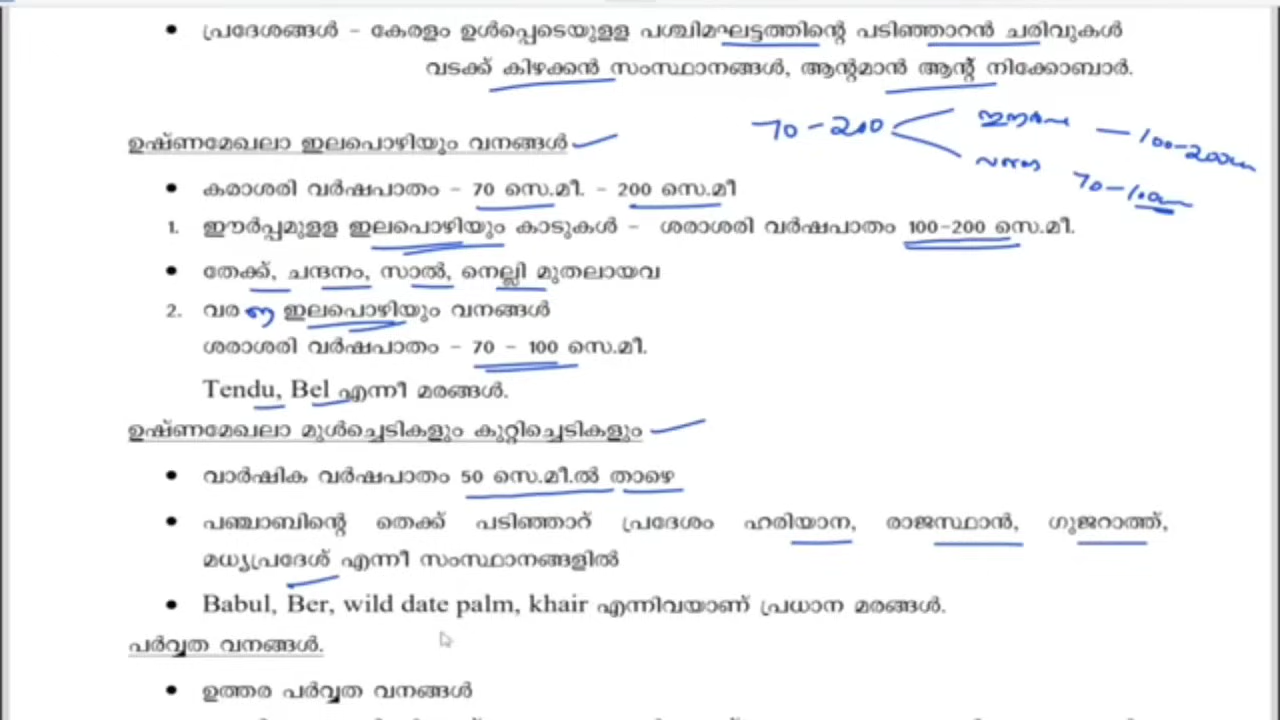 • പ്രദേശങ്ങൾ – കേരളം ഉൾപ്പെടെയുളള പശ്ചിമഘട്ടത്തിന്റെ പടിഞ്ഞാറൻ ചരിവുകൾ
വടക്ക് കിഴക്കൻ സംസ്ഥാനങ്ങൾ, ആന്റമാൻ ആന്റ് നിക്കോബാർ.
70 – 200
100–200cm
70–100cm
ഉഷ്ണമേഖലാ ഇലപൊഴിയും വനങ്ങൾ
• കരാശരി വർഷപാതം – 70 സെ.മീ. – 200 സെ.മീ
1. ഈർപ്പമുളള ഇലപൊഴിയും കാടുകൾ – ശരാശരി വർഷപാതം 100–200 സെ.മീ.
• തേക്ക്, ചന്ദനം, സാൽ, നെല്ലി മുതലായവ
2. വരണ്ട ഇലപൊഴിയും വനങ്ങൾ
ശരാശരി വർഷപാതം – 70 – 100 സെ.മീ.
Tendu, Bel എന്നീ മരങ്ങൾ.
ഉഷ്ണമേഖലാ മുൾച്ചെടികളും കുറ്റിച്ചെടികളും
• വാർഷിക വർഷപാതം 50 സെ.മീ.ൽ താഴെ
• പഞ്ചാബിന്റെ തെക്ക് പടിഞ്ഞാറ് പ്രദേശം ഹരിയാന, രാജസ്ഥാൻ, ഗുജറാത്ത്,
മധ്യപ്രദേശ് എന്നീ സംസ്ഥാനങ്ങളിൽ
• Babul, Ber, wild date palm, khair എന്നിവയാണ് പ്രധാന മരങ്ങൾ.
പർവ്വത വനങ്ങൾ.
• ഉത്തര പർവ്വത വനങ്ങൾ